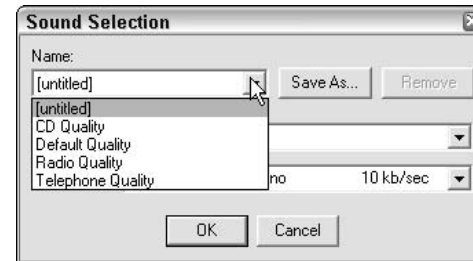 Sound Selection
Name:
[untitled]
Save As...
Remove
[untitled]
CD Quality
Default Quality
Radio Quality
Telephone Quality
no 10 kb/sec
OK
Cancel